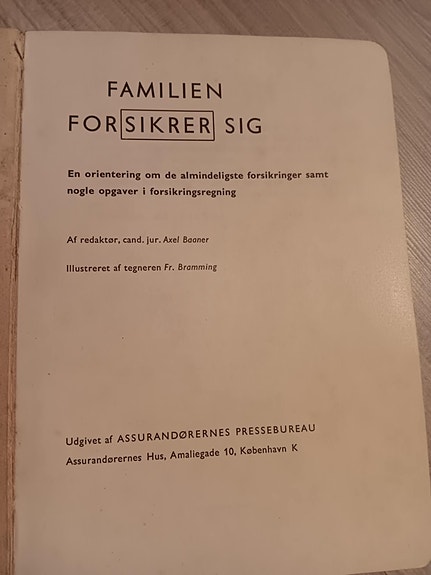 FAMILIEN
FORSIKRER SIG
En orientering om de almindeligste forsikringer samt
nogle opgaver i forsikringsregning
Af redaktør, cand. jur. Axel Baaner
Illustreret af tegneren Fr. Bramming
Udgivet af ASSURANDØRERNES PRESSEBUREAU
Assurandørernes Hus, Amaliegade 10, København K